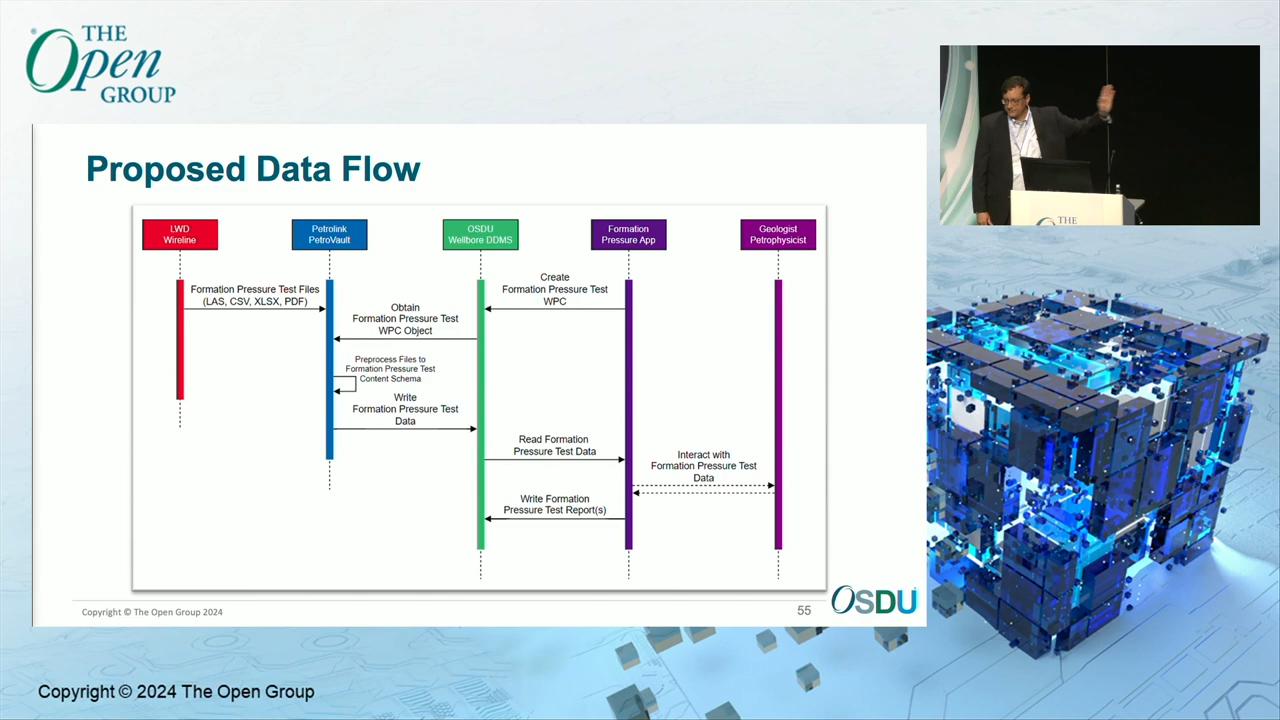 THE
Open
GROUP
Proposed Data Flow
LWD
Wireline
Petrolink
PetroVault
OSDU
Wellbore DDMS
Formation
Pressure App
Geologist
Petrophysicist
Formation Pressure Test Files
(LAS, CSV, XLSX, PDF)
Create
Formation Pressure Test
WPC
Obtain
Formation Pressure Test
WPC Object
Preprocess Files to
Formation Pressure Test
Content Schema
Write
Formation Pressure Test
Data
Read Formation
Pressure Test Data
Interact with
Formation Pressure Test
Data
Write Formation
Pressure Test Report(s)
Copyright © The Open Group 2024
55
OSDU
THE
Copyright © 2024 The Open Group